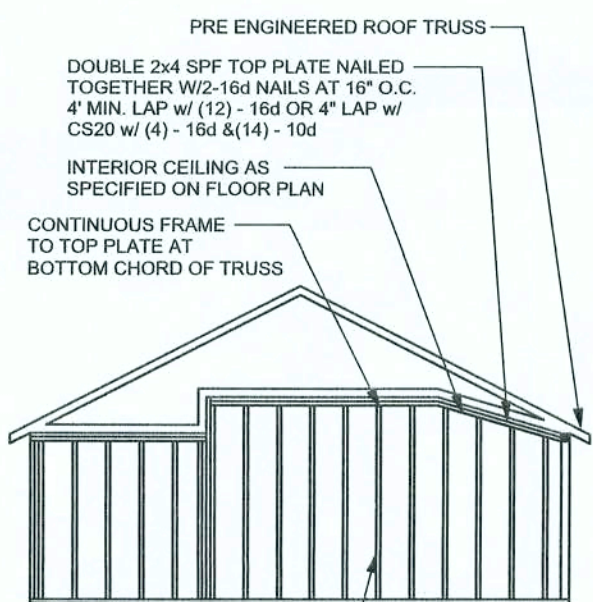 PRE ENGINEERED ROOF TRUSS
DOUBLE 2x4 SPF TOP PLATE NAILED
TOGETHER W/2-16d NAILS AT 16" O.C.
4' MIN. LAP w/ (12) - 16d OR 4" LAP w/
CS20 w/ (4) - 16d &(14) - 10d
INTERIOR CEILING AS
SPECIFIED ON FLOOR PLAN
CONTINUOUS FRAME
TO TOP PLATE AT
BOTTOM CHORD OF TRUSS